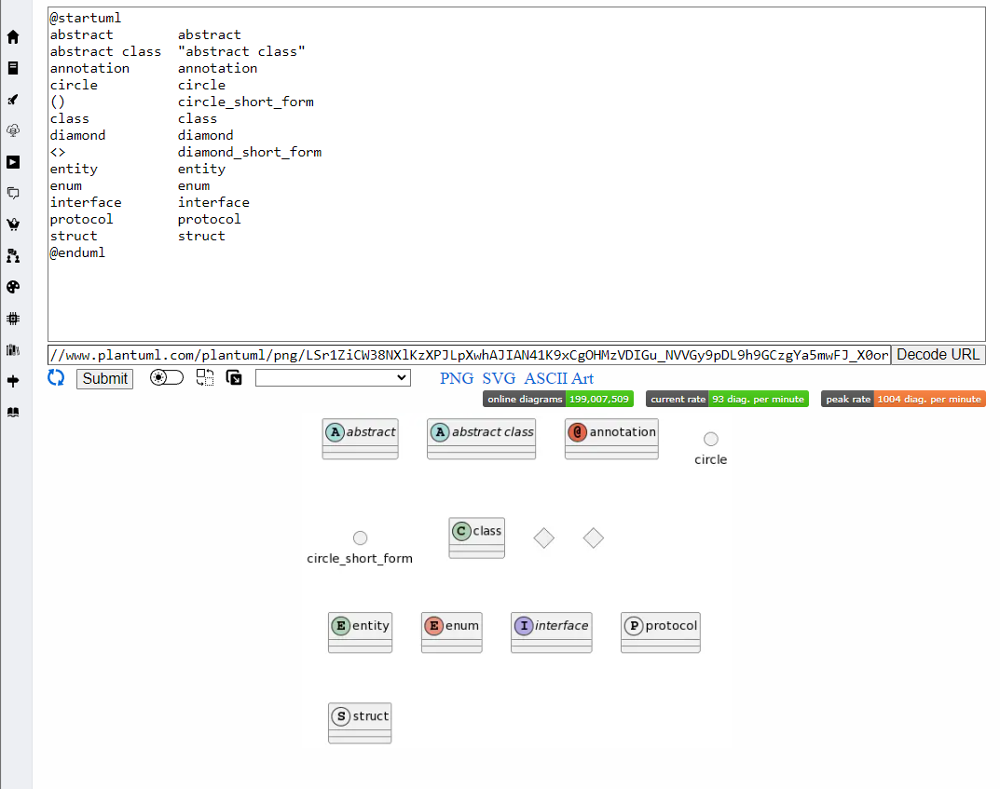 @startuml
abstract        abstract
abstract class  "abstract class"
annotation      annotation
circle          circle
()              circle_short_form
class           class
diamond         diamond
<>              diamond_short_form
entity          entity
enum            enum
interface       interface
protocol        protocol
struct          struct
@enduml
//www.plantuml.com/plantuml/png/LSr1ZiCW38NXlKzXPJLpXwhAJIAN41K9xCgOHMzVDIGu_NVVGy9pDL9h9GCzgYa5mwFJ_X0or Decode URL
Submit PNG SVG ASCII Art
online diagrams 199,007,509 current rate 93 diag. per minute peak rate 1004 diag. per minute
A abstract A abstract class @ annotation
circle
C class
circle_short_form
E entity E enum I interface P protocol
S struct